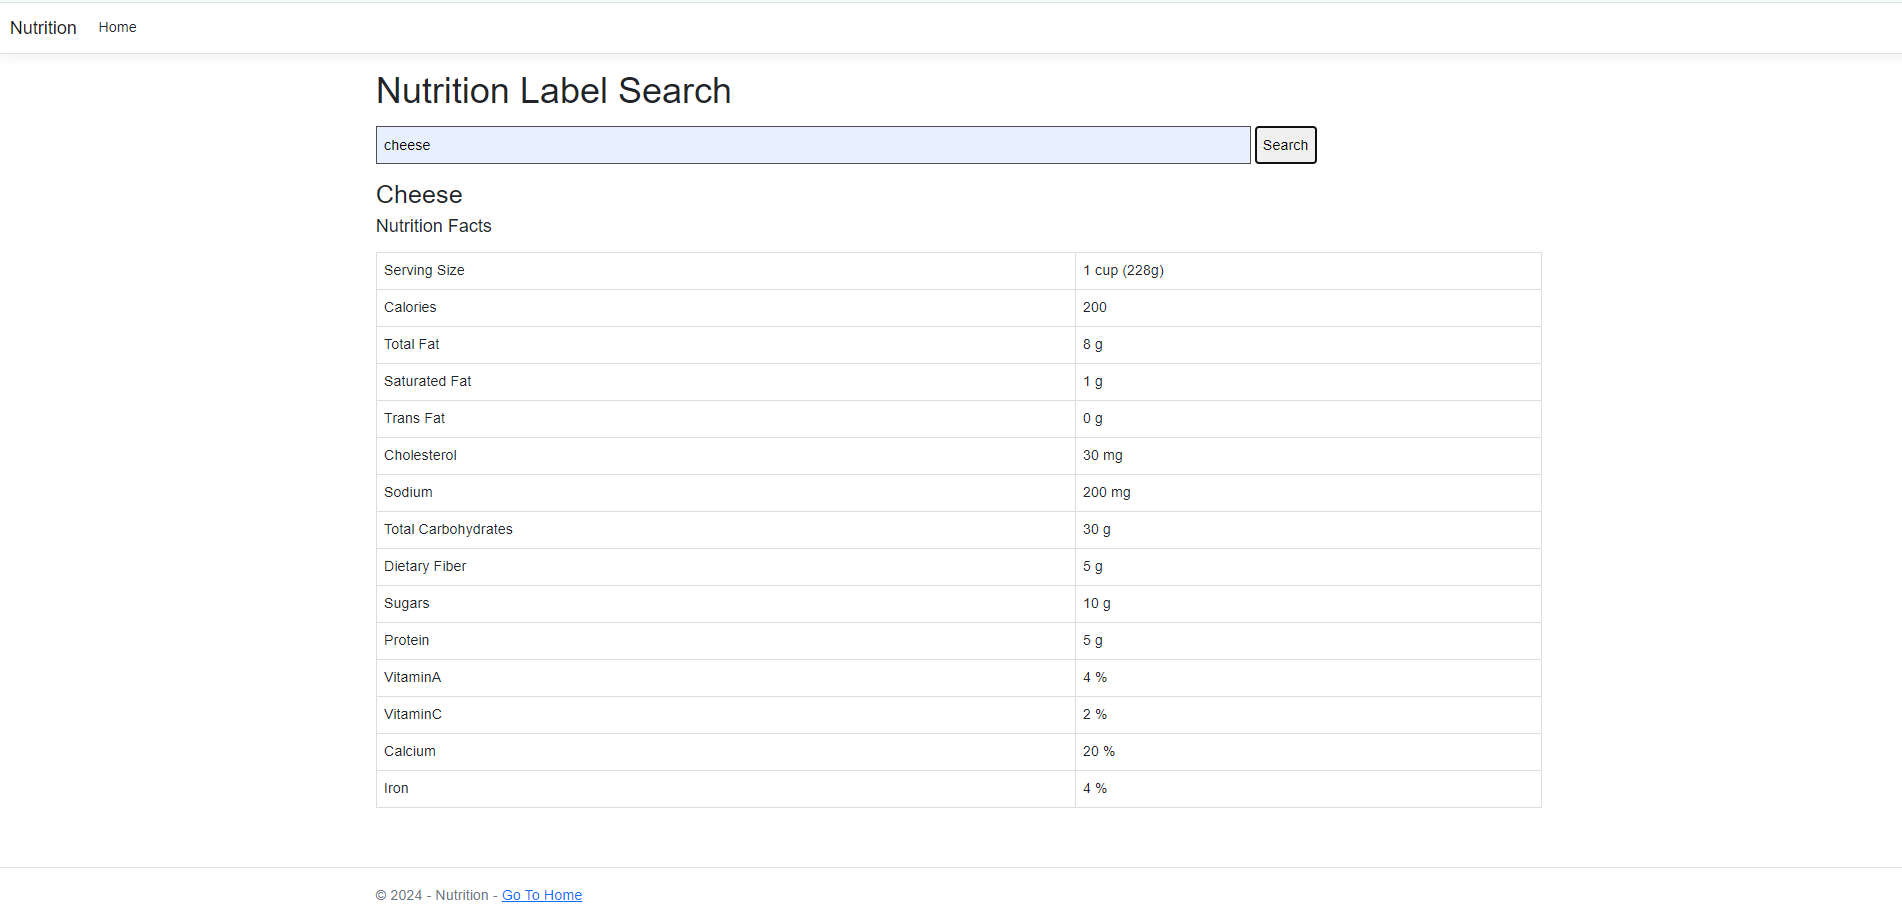 Nutrition Home
Nutrition Label Search
cheese Search
Cheese
Nutrition Facts
Serving Size 1 cup (228g)
Calories 200
Total Fat 8 g
Saturated Fat 1 g
Trans Fat 0 g
Cholesterol 30 mg
Sodium 200 mg
Total Carbohydrates 30 g
Dietary Fiber 5 g
Sugars 10 g
Protein 5 g
VitaminA 4 %
VitaminC 2 %
Calcium 20 %
Iron 4 %
© 2024 - Nutrition - Go To Home